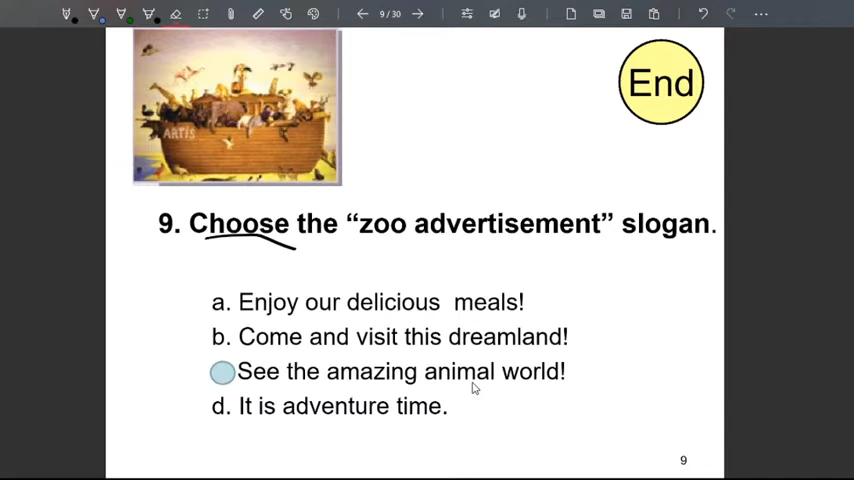 9 / 30
ARTIS
End
9. Choose the “zoo advertisement” slogan.
a. Enjoy our delicious meals!
b. Come and visit this dreamland!
See the amazing animal world!
d. It is adventure time.
9